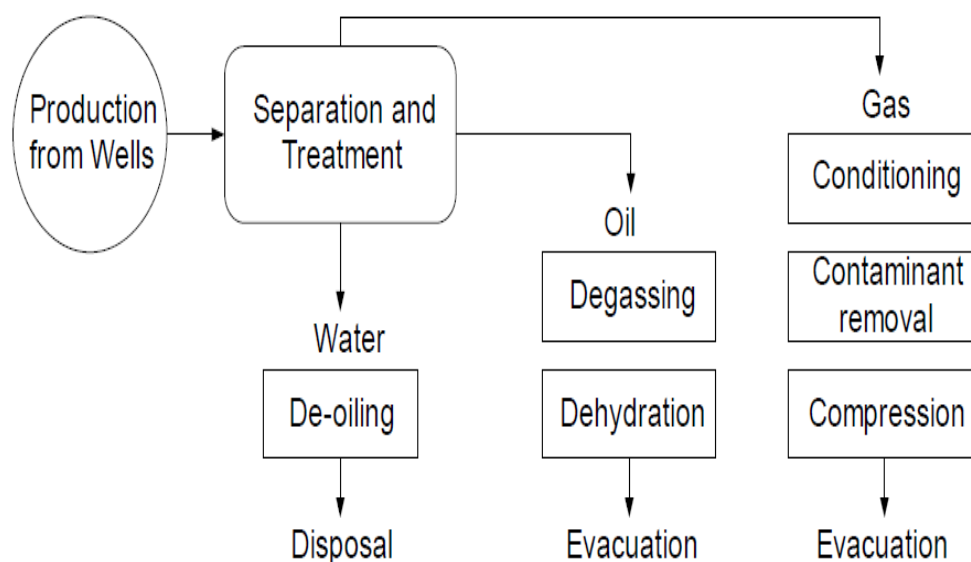 Production
from Wells
Separation and
Treatment
Gas
Conditioning
Contaminant
removal
Compression
Evacuation
Oil
Degassing
Dehydration
Evacuation
Water
De-oiling
Disposal